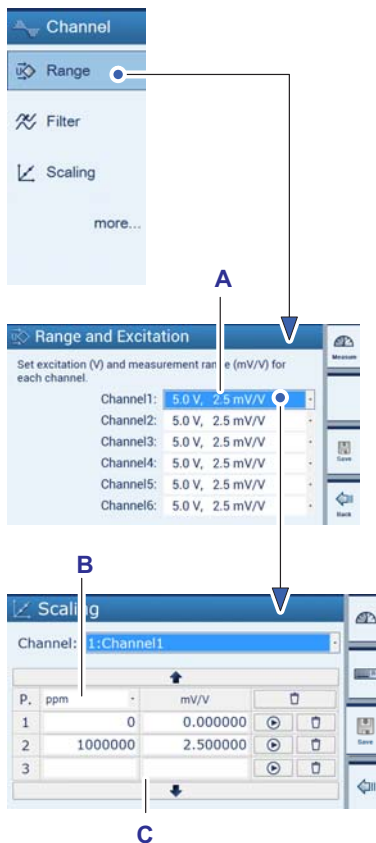 Channel
Range
Filter
Scaling
more...
A
Range and Excitation
Measure
Set excitation (V) and measurement ran e (mV/V) for
each channel.
Channel1: 5.0 V, 2.5 mV/V
Channel2: 5.0 V, 2.5 mV/V
Channel3: 5.0 V, 2.5 mV/V
Channel4: 5.0 V, 2.5 mV/V
Channel5: 5.0 V, 2.5 mV/V
Channel6: 5.0 V, 2.5 mV/V
Save
Back
B
Scaling
Channel: 1:Channel1
P. ppm mV/V
1 0 0.000000
2 1000000 2.500000
3
Save
C